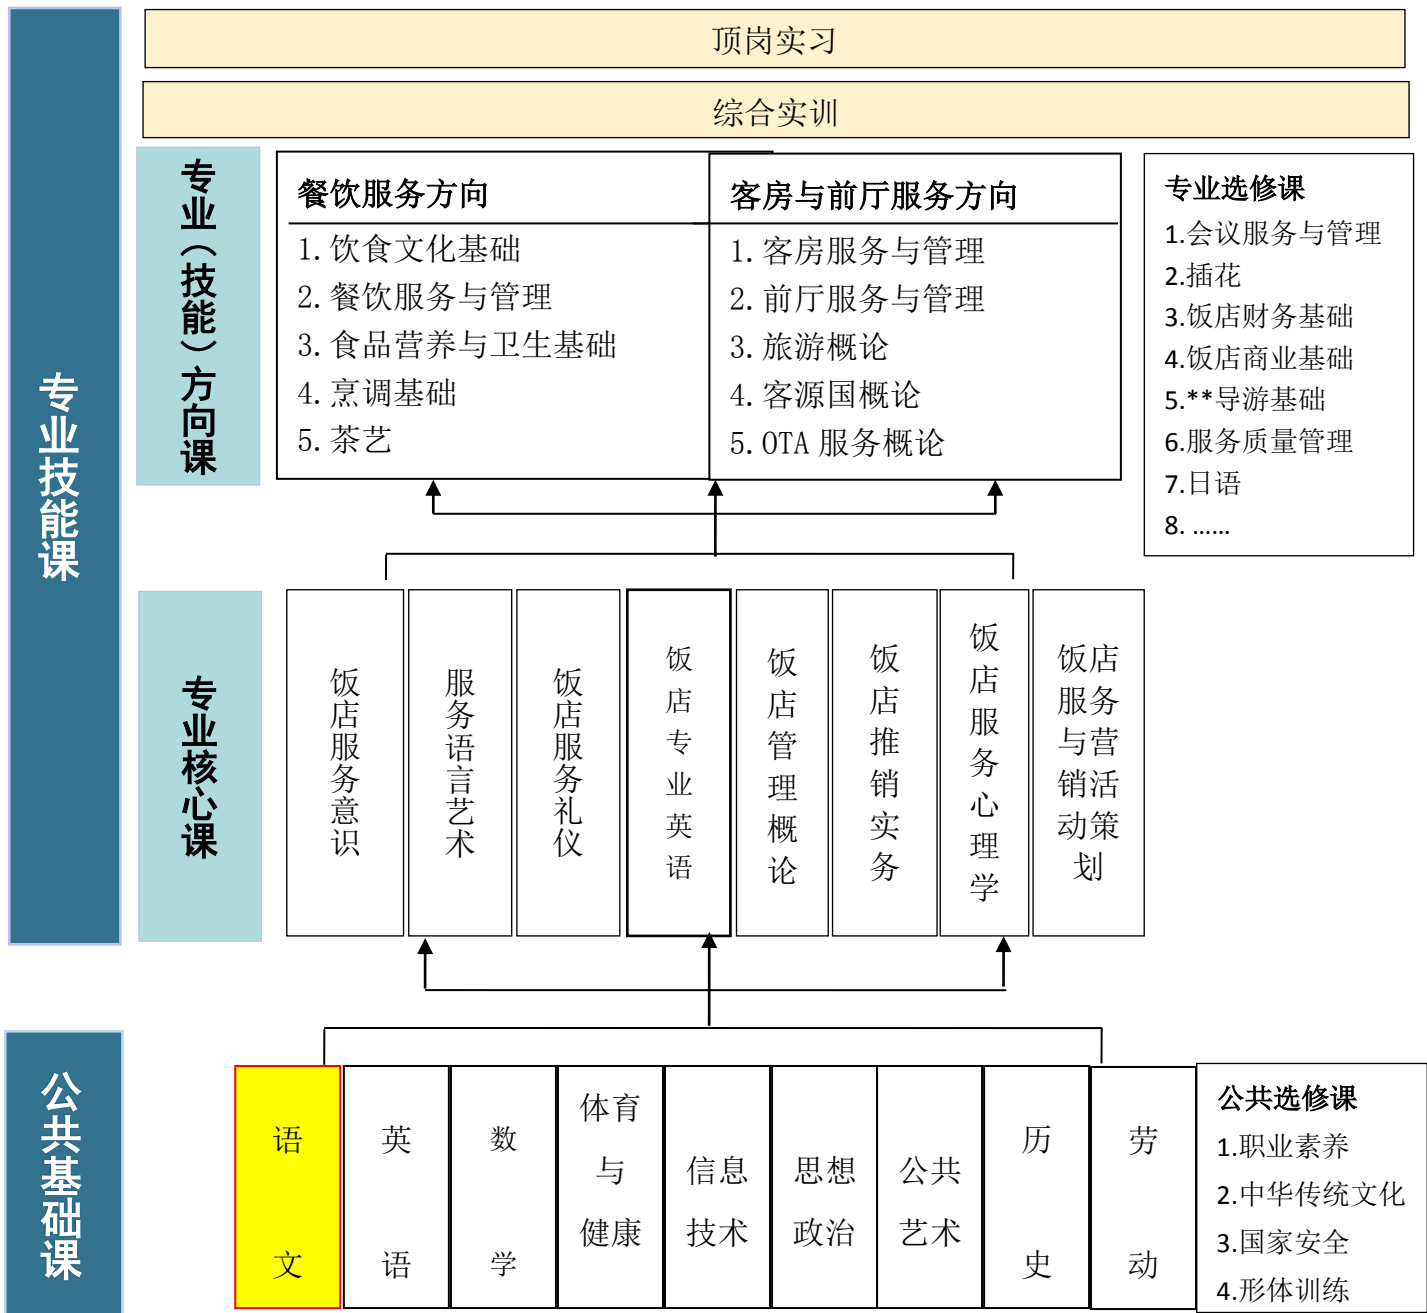 顶岗实习
综合实训
专业技能课
专业（技能）方向课
餐饮服务方向
1.饮食文化基础
2.餐饮服务与管理
3.食品营养与卫生基础
4.烹调基础
5.茶艺
客房与前厅服务方向
1.客房服务与管理
2.前厅服务与管理
3.旅游概论
4.客源国概论
5.OTA 服务概论
专业选修课
1.会议服务与管理
2.插花
3.饭店财务基础
4.饭店商业基础
5.**导游基础
6.服务质量管理
7.日语
8. ……
专业核心课
饭店服务意识
服务语言艺术
饭店服务礼仪
饭店专业英语
饭店管理概论
饭店推销实务
饭店服务心理学
饭店
服务
与营
销活
动策
划
公共基础课
语文
英语
数学
体育
与
健康
信息
技术
思想
政治
公共
艺术
历史
劳动
公共选修课
1.职业素养
2.中华传统文化
3.国家安全
4.形体训练